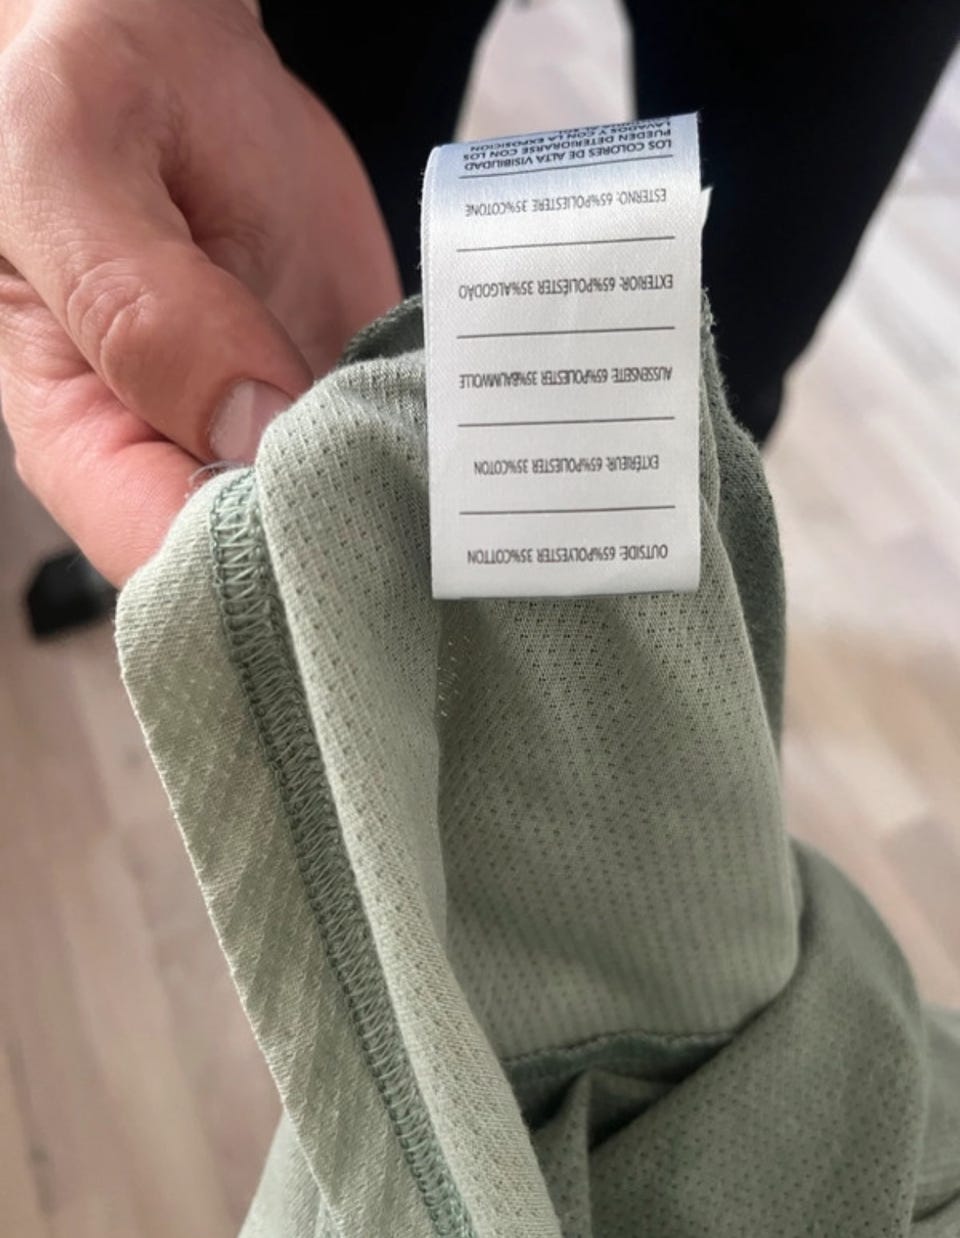 OUTSIDE: 65%POLYESTER 35%COTTON
EXTÉRIEUR: 65%POLYESTER 35%COTON
AUSSENSEITE: 65%POLYESTER 35%BAUMWOLLE
EXTERIOR: 65%POLIÉSTER 35%ALGODÃO
ESTERNO: 65%POLIESTERE 35%COTONE
LOS COLORES DE ALTA VISIBILIDAD
PUEDEN DETERIORARSE CON LOS
LAVADOS Y CON LA EXPOSICION